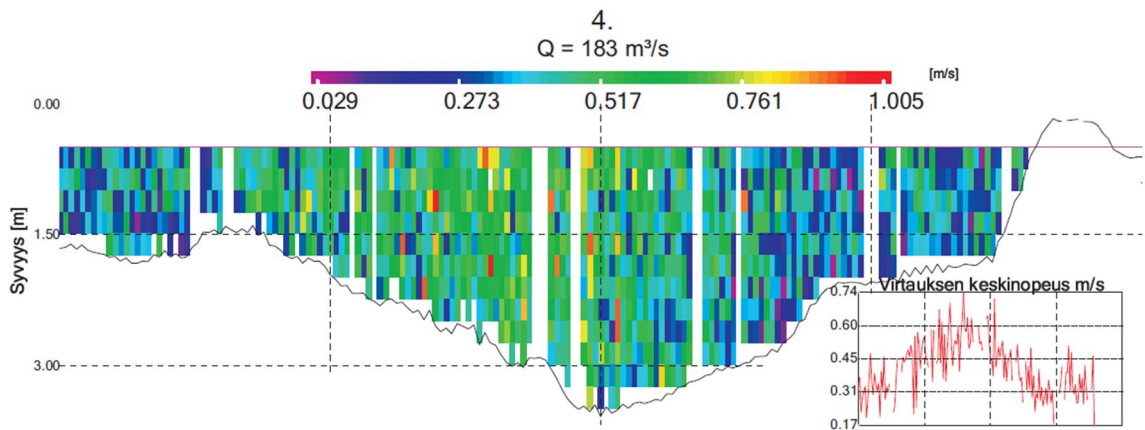 4.
Q = 183 m³/s
[m/s]
0.029 0.273 0.517 0.761 1.005
0.00
Syvyys [m]
1.50
3.00
Virtauksen keskinopeus m/s
0.74
0.60
0.45
0.31
0.17